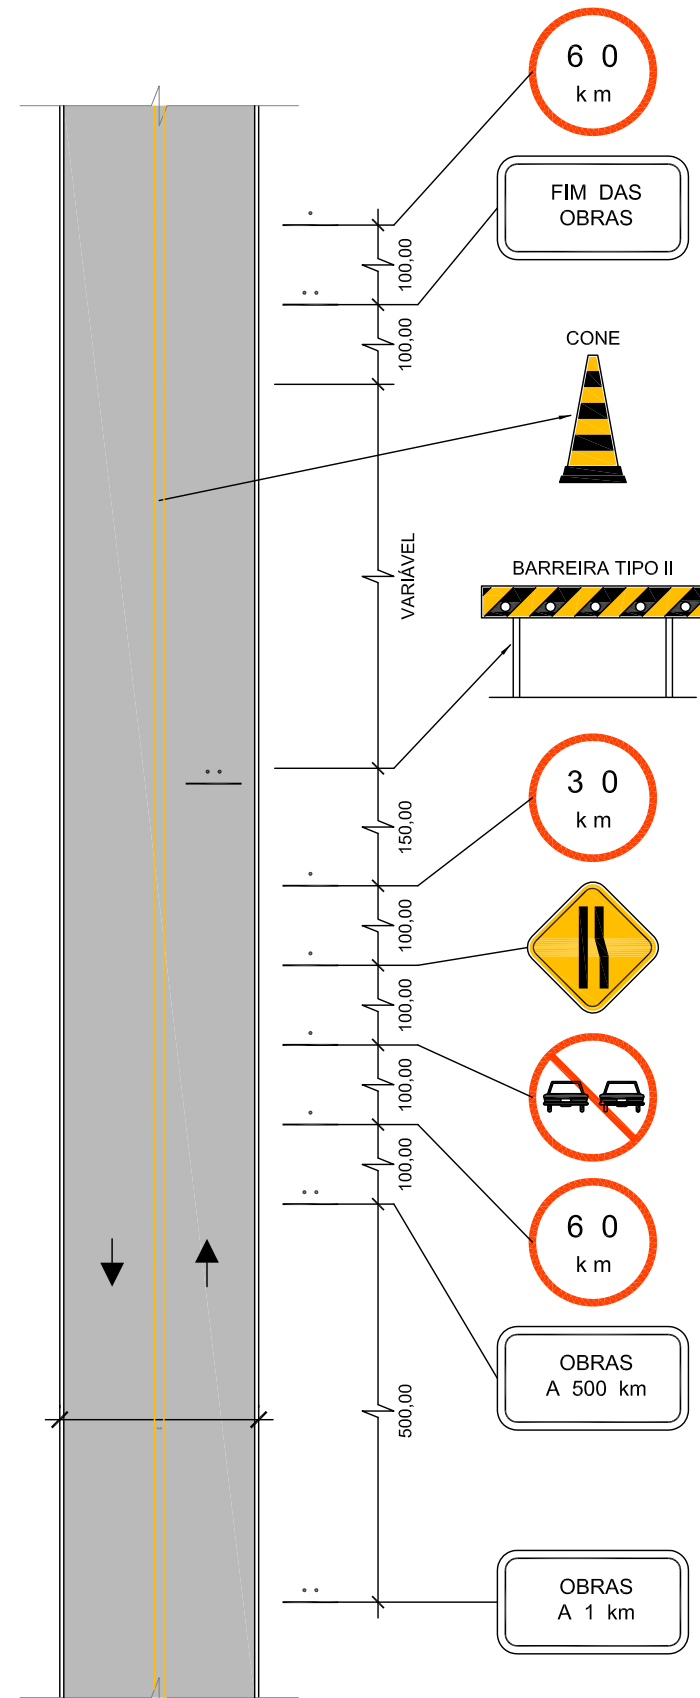 6 0
k m
FIM DAS
OBRAS
100,00
100,00
CONE
VARIÁVEL
BARREIRA TIPO II
3 0
k m
150,00
100,00
100,00
100,00
100,00
6 0
k m
OBRAS
A 500 km
500,00
OBRAS
A 1 km